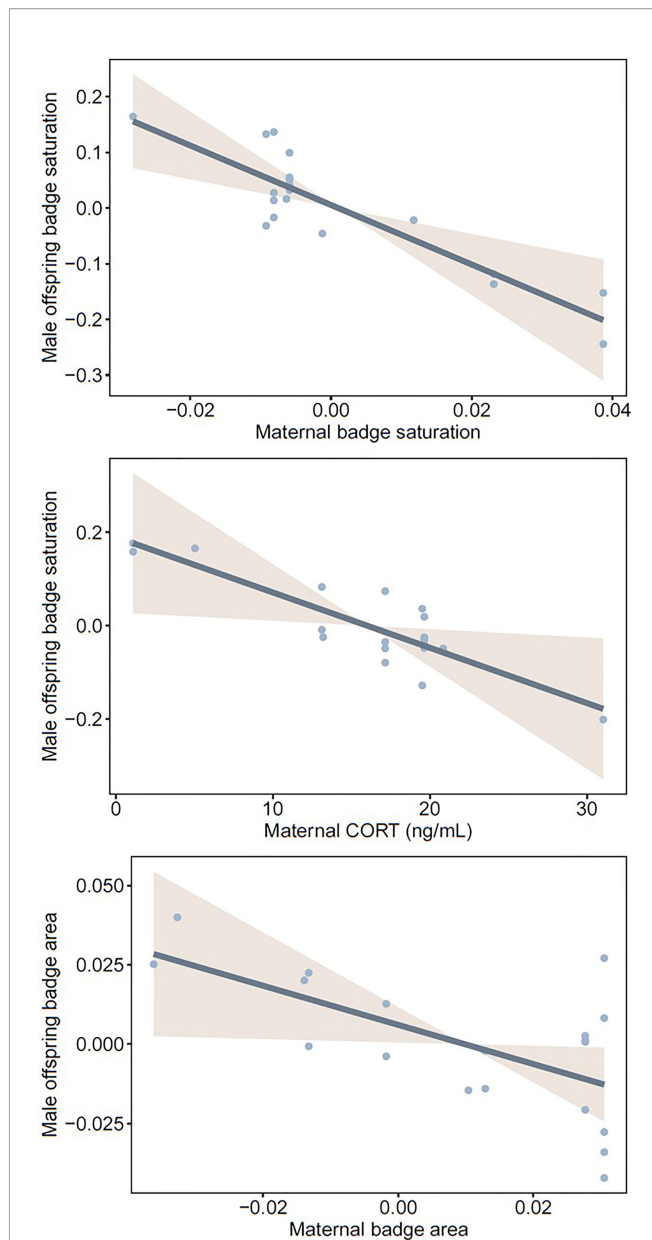 0.2
0.1
0.0
−0.1
−0.2
−0.3
Male offspring badge saturation
−0.02 0.00 0.02 0.04
Maternal badge saturation
0.2
0.0
−0.2
Male offspring badge saturation
0 10 20 30
Maternal CORT (ng/mL)
0.050
0.025
0.000
−0.025
Male offspring badge area
−0.02 0.00 0.02
Maternal badge area